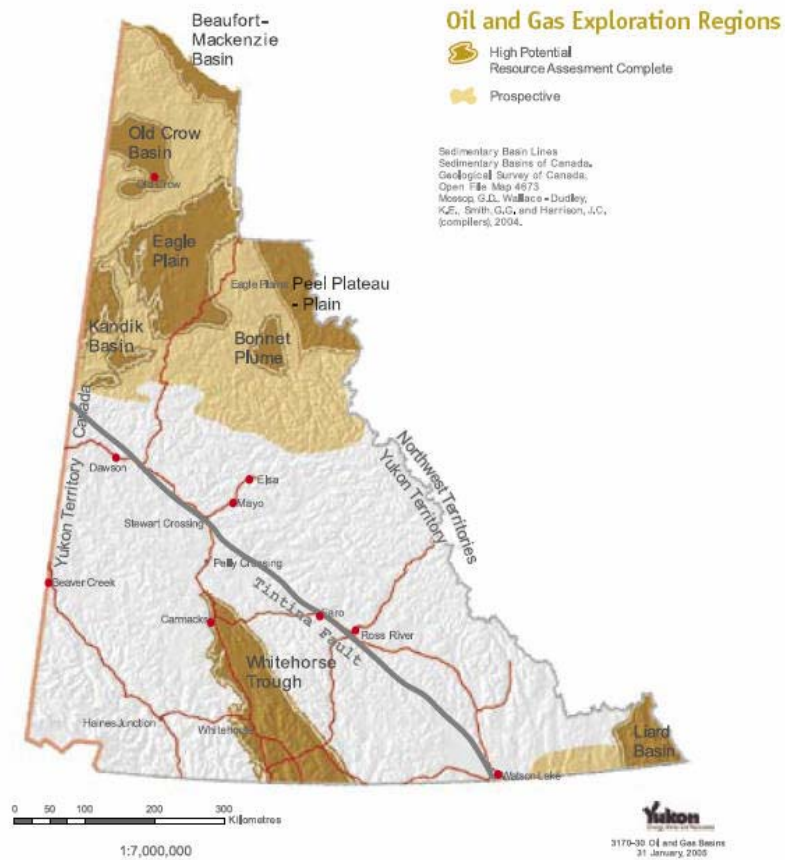 Oil and Gas Exploration Regions
High Potential
Resource Assesment Complete
Prospective
Sedimentary Basin Lines
Sedimentary Basins of Canada,
Geological Survey of Canada,
Open File Map 4673
Mossop, G.D., Wallace - Dudley,
K.E., Smith, G.G. and Harrison, J.C.
(compilers), 2004.
Beaufort-
Mackenzie
Basin
Old Crow
Basin
Old Crow
Eagle
Plain
Eagle Plains
Peel Plateau
- Plain
Kandik
Basin
Bonnet
Plume
Yukon Territory Canada
Northwest Territories
Yukon Territory
Dawson
Elsa
Mayo
Stewart Crossing
Pelly Crossing
Beaver Creek
Tintina Fault
Carmacks
Faro
Ross River
Whitehorse
Trough
Haines Junction
Whitehorse
Liard
Basin
Watson Lake
0 50 100 200 300
Kilometres
1:7,000,000
Yukon
Energy, Mines and Resources
3170-30 Oil and Gas Basins
31 January, 2005